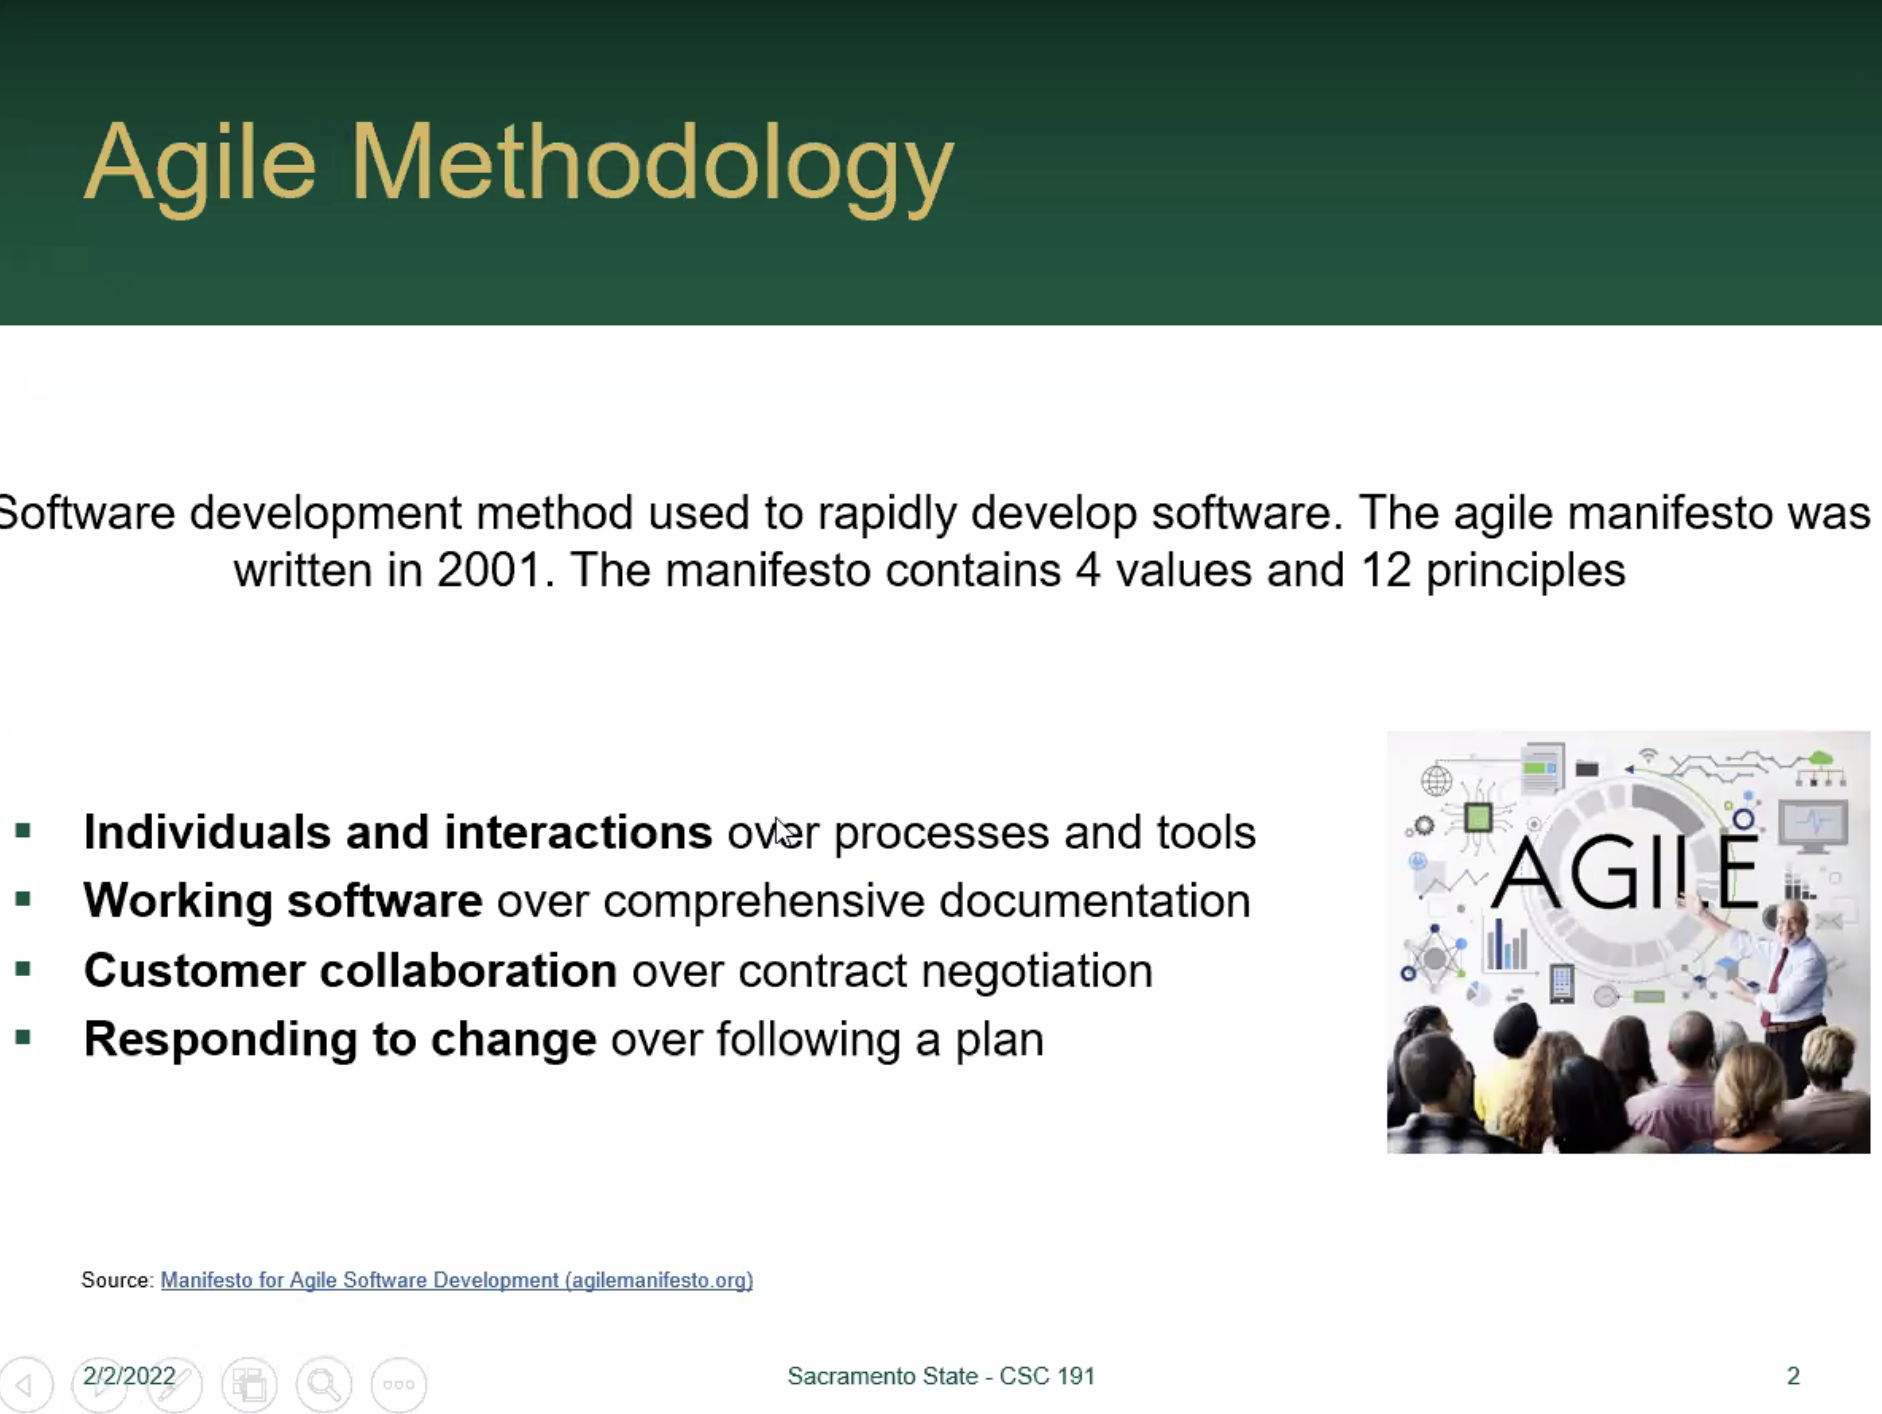 Agile Methodology
Software development method used to rapidly develop software. The agile manifesto was
written in 2001. The manifesto contains 4 values and 12 principles
Individuals and interactions over processes and tools
Working software over comprehensive documentation
Customer collaboration over contract negotiation
Responding to change over following a plan
AGILE
Source: Manifesto for Agile Software Development (agilemanifesto.org)
2/2/2022
Sacramento State - CSC 191
2